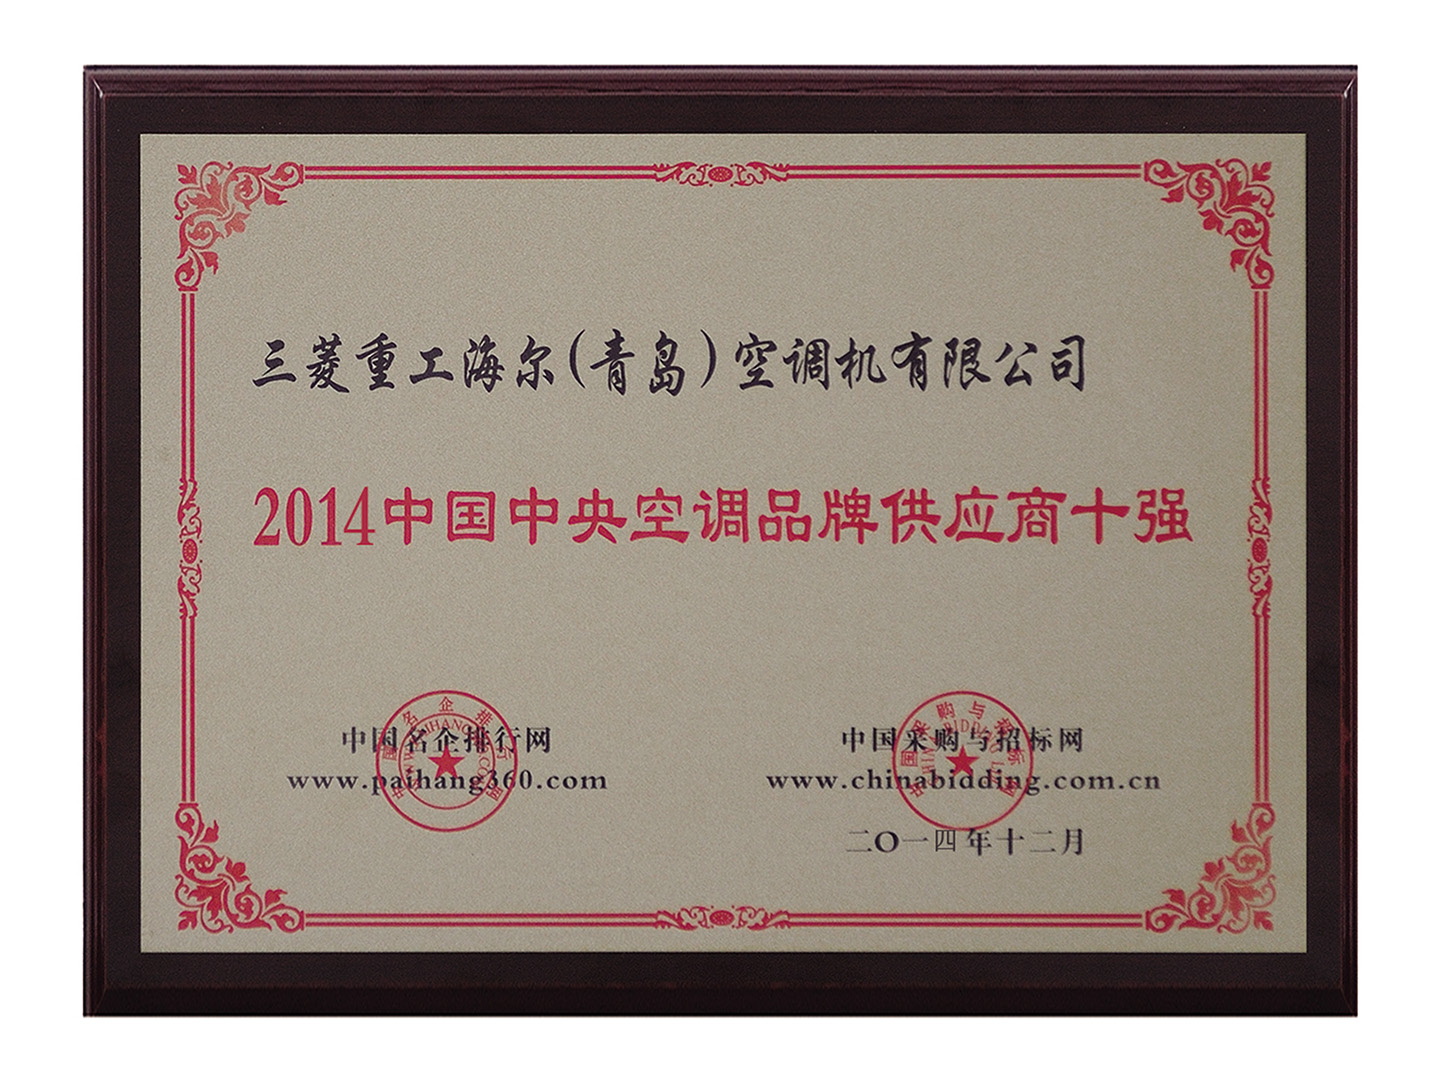 三菱重工海尔(青岛)空调机有限公司
2014中国中央空调品牌供应商十强
中国名企排行网
www.paihang360.com
中国采购与招标网
www.chinabidding.com.cn
二〇一四年十二月